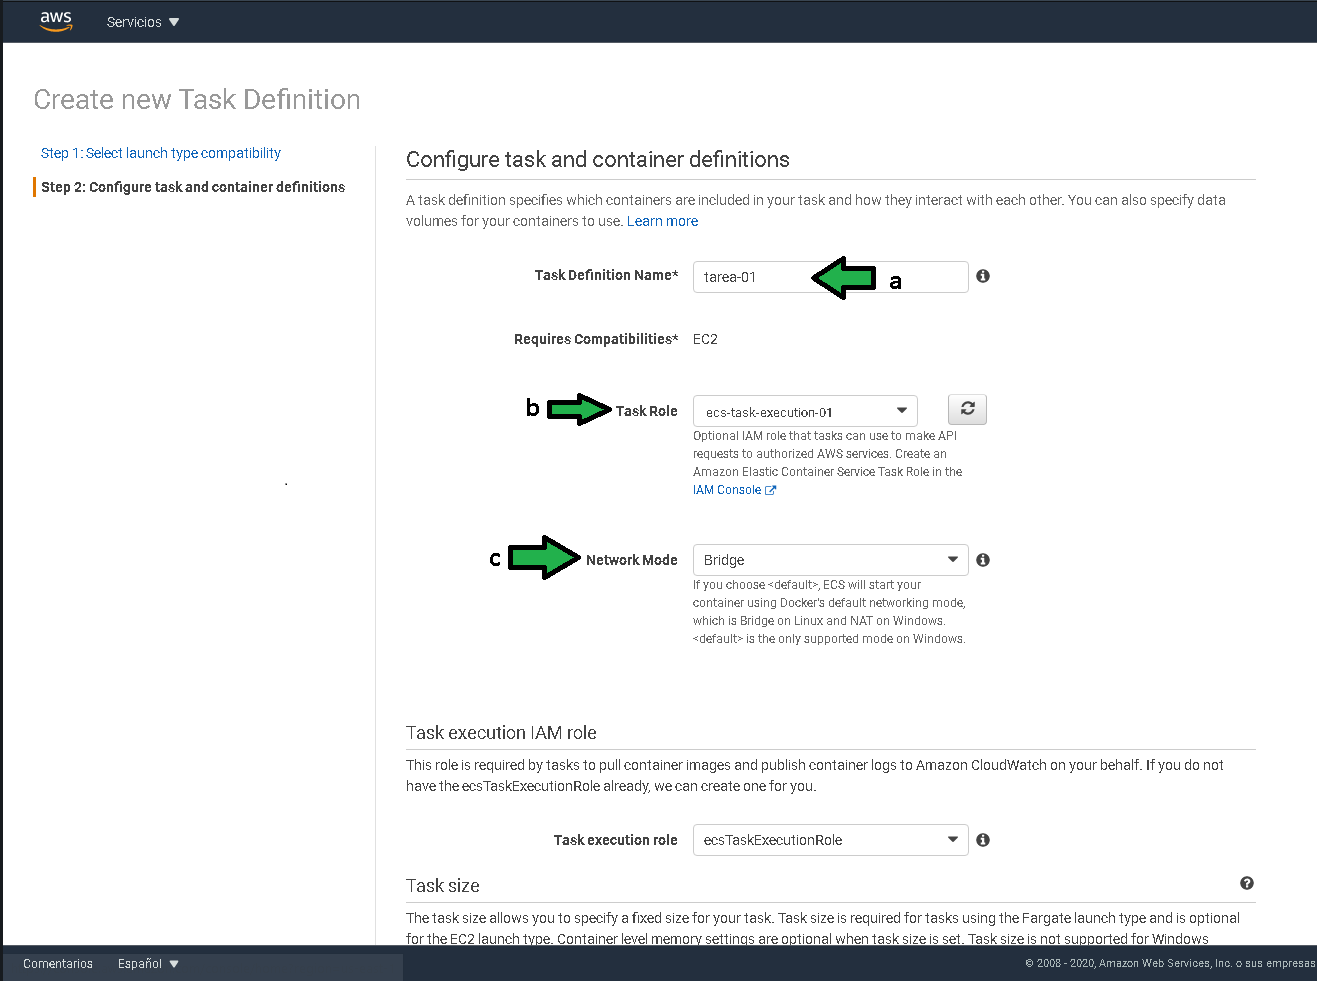 aws
Servicios
Create new Task Definition
Step 1: Select launch type compatibility
Step 2: Configure task and container definitions
Configure task and container definitions
A task definition specifies which containers are included in your task and how they interact with each other. You can also specify data
volumes for your containers to use. Learn more
Task Definition Name* tarea-01 a
Requires Compatibilities* EC2
b Task Role ecs-task-execution-01
Optional IAM role that tasks can use to make API
requests to authorized AWS services. Create an
Amazon Elastic Container Service Task Role in the
IAM Console
c Network Mode Bridge
If you choose <default>, ECS will start your
container using Docker's default networking mode,
which is Bridge on Linux and NAT on Windows.
<default> is the only supported mode on Windows.
Task execution IAM role
This role is required by tasks to pull container images and publish container logs to Amazon CloudWatch on your behalf. If you do not
have the ecsTaskExecutionRole already, we can create one for you.
Task execution role ecsTaskExecutionRole
Task size
The task size allows you to specify a fixed size for your task. Task size is required for tasks using the Fargate launch type and is optional
for the EC2 launch type. Container level memory settings are optional when task size is set. Task size is not supported for Windows
Comentarios Español © 2008 - 2020, Amazon Web Services, Inc. o sus empresas